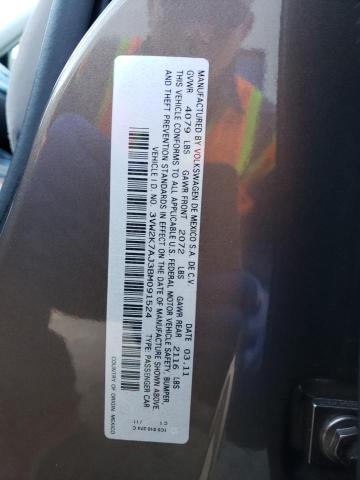 MANUFACTURED BY VOLKSWAGEN DE MEXICO S.A. DE C.V.
GVWR 4079 LBS GAWR FRONT 2072 LBS GAWR REAR 2116 LBS DATE 03.11
THIS VEHICLE CONFORMS TO ALL APPLICABLE U.S. FEDERAL MOTOR VEHICLE SAFETY BUMPER
AND THEFT PREVENTION STANDARDS IN EFFECT ON THE DATE OF MANUFACTURE SHOWN ABOVE
VEHICLE I.D. NO. 3VW2K7AJ3BM091524 TYPE: PASSENGER CAR
COUNTRY OF ORIGIN: MEXICO